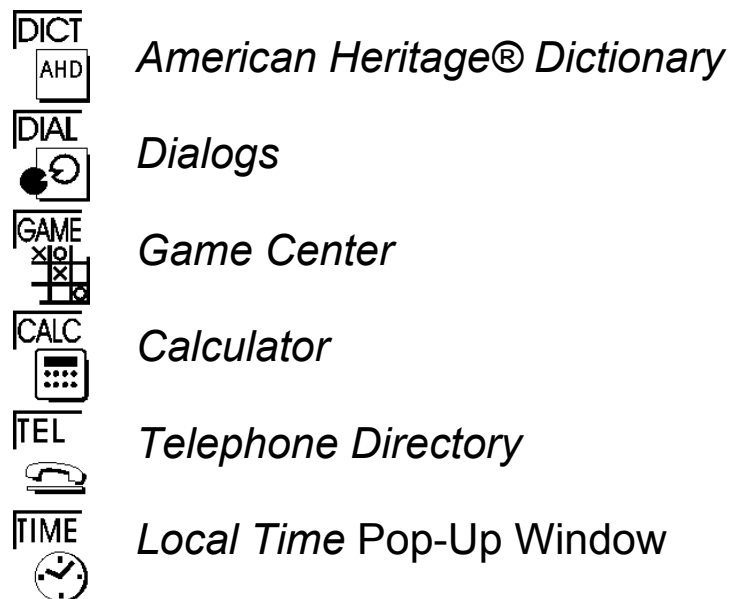 DICT
AHD
American Heritage® Dictionary
DIAL
Dialogs
GAME
X O
X
O
Game Center
CALC
Calculator
TEL
Telephone Directory
TIME
Local Time Pop-Up Window